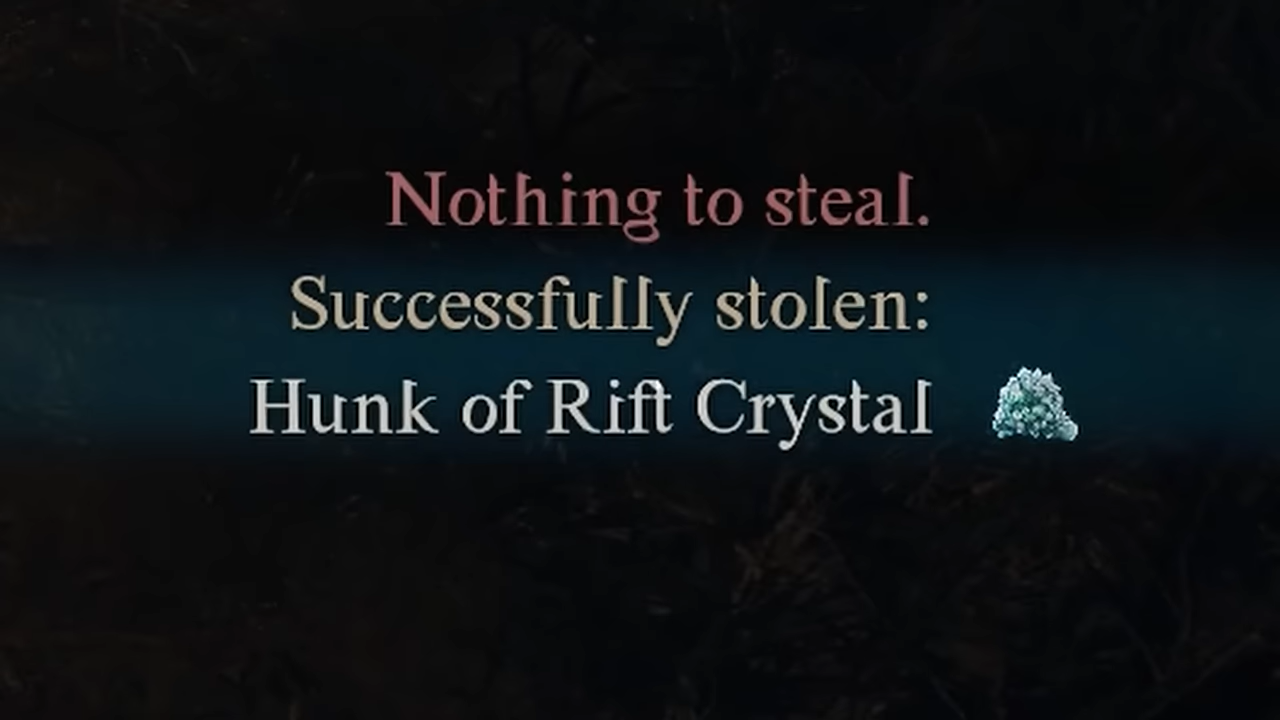 Nothing to steal.
Successfully stolen:
Hunk of Rift Crystal